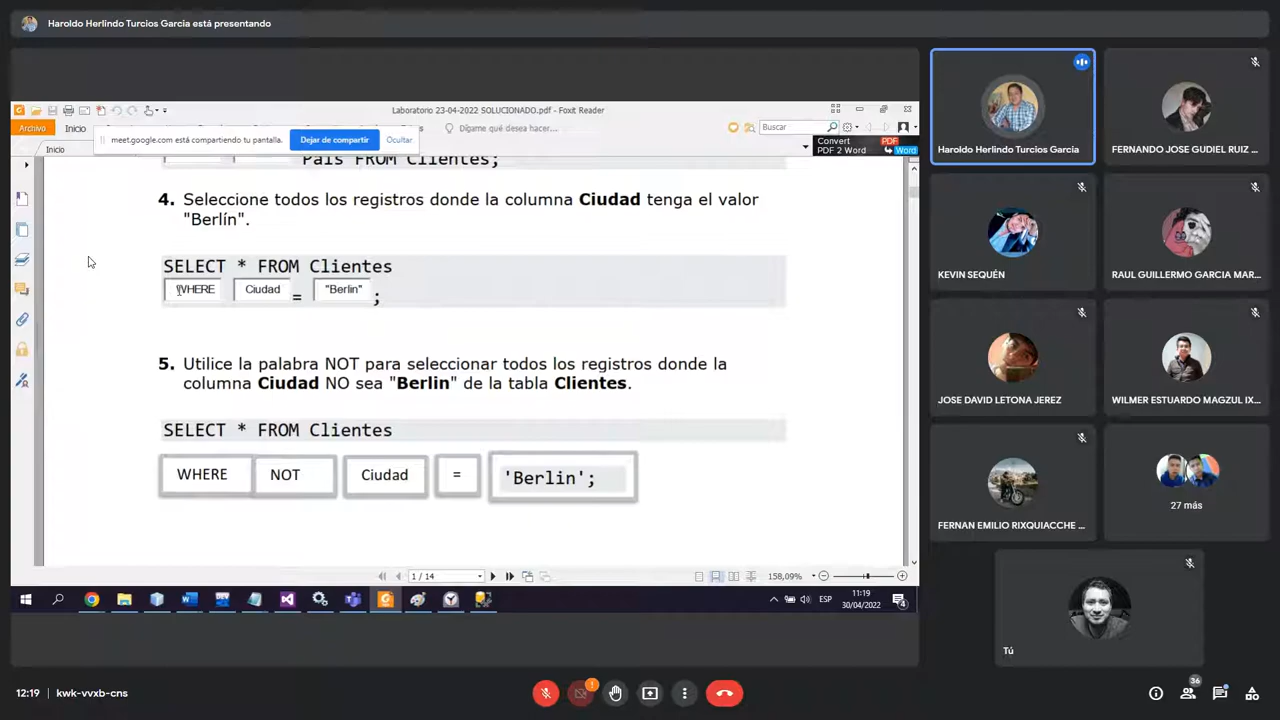 Haroldo Herlindo Turcios Garcia está presentando
Laboratorio 23-04-2022 SOLUCIONADO.pdf - Foxit Reader
Archivo
Inicio
meet.google.com está compartiendo tu pantalla.
Dejar de compartir
Ocultar
Dígame qué desea hacer...
Buscar
Inicio
Convert
PDF 2 Word
PDF
Word
País FROM Clientes;
4. Seleccione todos los registros donde la columna Ciudad tenga el valor
"Berlín".
SELECT * FROM Clientes
WHERE Ciudad = "Berlin" ;
5. Utilice la palabra NOT para seleccionar todos los registros donde la
columna Ciudad NO sea "Berlin" de la tabla Clientes.
SELECT * FROM Clientes
WHERE NOT Ciudad = 'Berlin';
1 / 14
158,09%
ESP
11:19
30/04/2022
4
Haroldo Herlindo Turcios Garcia
FERNANDO JOSE GUDIEL RUIZ ...
KEVIN SEQUÉN
RAUL GUILLERMO GARCIA MAR...
JOSE DAVID LETONA JEREZ
WILMER ESTUARDO MAGZUL IX...
FERNAN EMILIO RIXQUIACCHE ...
27 más
Tú
12:19
kwk-vvxb-cns
36